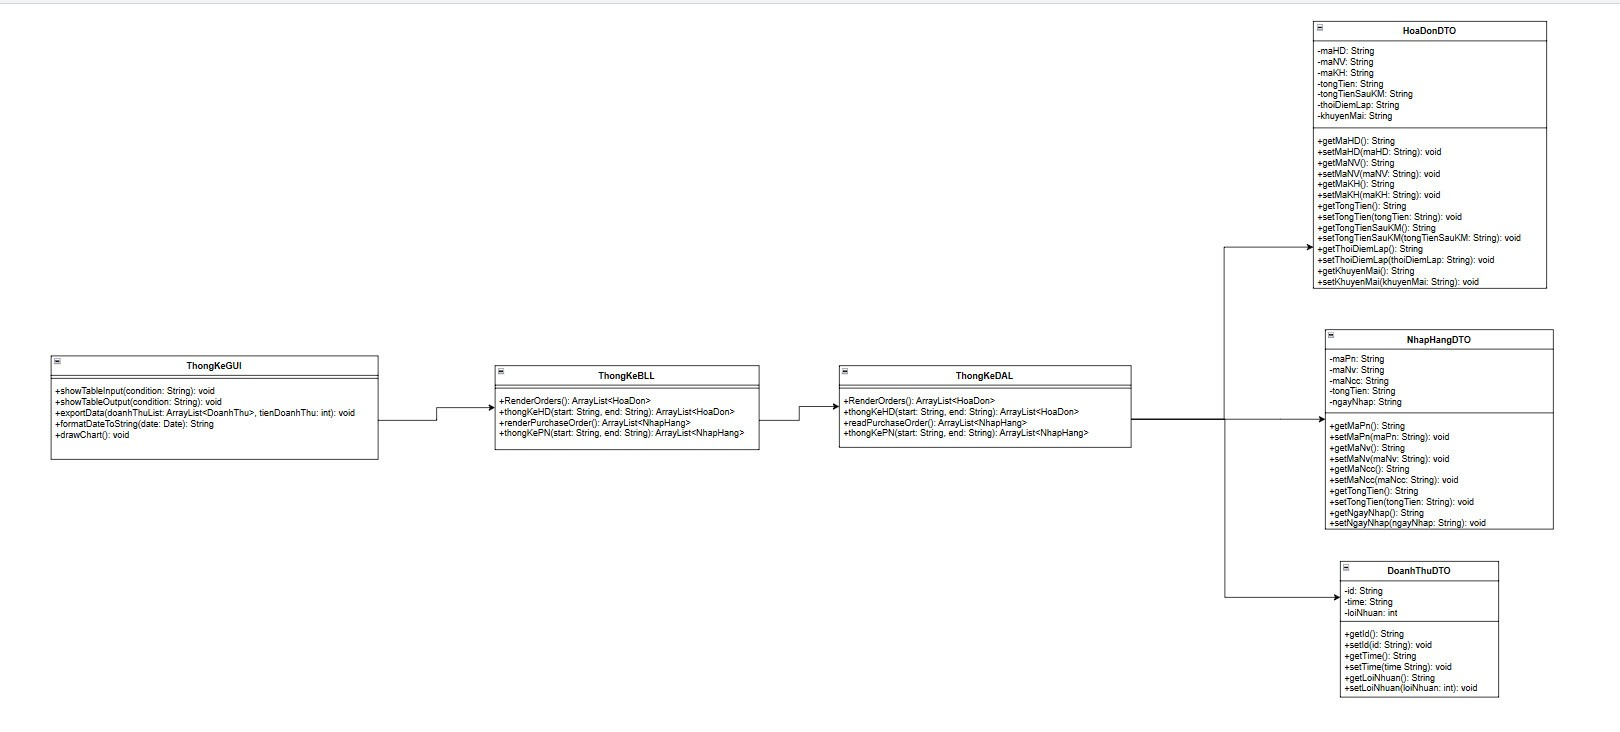 ThongKeGUI
+showTableInput(condition: String): void
+showTableOutput(condition: String): void
+exportData(doanhThuList: ArrayList<DoanhThu>, tienDoanhThu: int): void
+formatDateToString(date: Date): String
+drawChart(): void
ThongKeBLL
+RenderOrders(): ArrayList<HoaDon>
+thongKeHD(start: String, end: String): ArrayList<HoaDon>
+renderPurchaseOrder(): ArrayList<NhapHang>
+thongKePN(start: String, end: String): ArrayList<NhapHang>
ThongKeDAL
+RenderOrders(): ArrayList<HoaDon>
+thongKeHD(start: String, end: String): ArrayList<HoaDon>
+readPurchaseOrder(): ArrayList<NhapHang>
+thongKePN(start: String, end: String): ArrayList<NhapHang>
HoaDonDTO
-maHD: String
-maNV: String
-maKH: String
-tongTien: String
-tongTienSauKM: String
-thoiDiemLap: String
-khuyenMai: String
+getMaHD(): String
+setMaHD(maHD: String): void
+getMaNV(): String
+setMaNV(maNV: String): void
+getMaKH(): String
+setMaKH(maKH: String): void
+getTongTien(): String
+setTongTien(tongTien: String): void
+getTongTienSauKM(): String
+setTongTienSauKM(tongTienSauKM: String): void
+getThoiDiemLap(): String
+setThoiDiemLap(thoiDiemLap: String): void
+getKhuyenMai(): String
+setKhuyenMai(khuyenMai: String): void
NhapHangDTO
-maPn: String
-maNv: String
-maNcc: String
-tongTien: String
-ngayNhap: String
+getMaPn(): String
+setMaPn(maPn: String): void
+getMaNv(): String
+setMaNv(maNv: String): void
+getMaNcc(): String
+setMaNcc(maNcc: String): void
+getTongTien(): String
+setTongTien(tongTien: String): void
+getNgayNhap(): String
+setNgayNhap(ngayNhap: String): void
DoanhThuDTO
-id: String
-time: String
-loiNhuan: int
+getId(): String
+setId(id: String): void
+getTime(): String
+setTime(time String): void
+getLoiNhuan(): String
+setLoiNhuan(loiNhuan: int): void